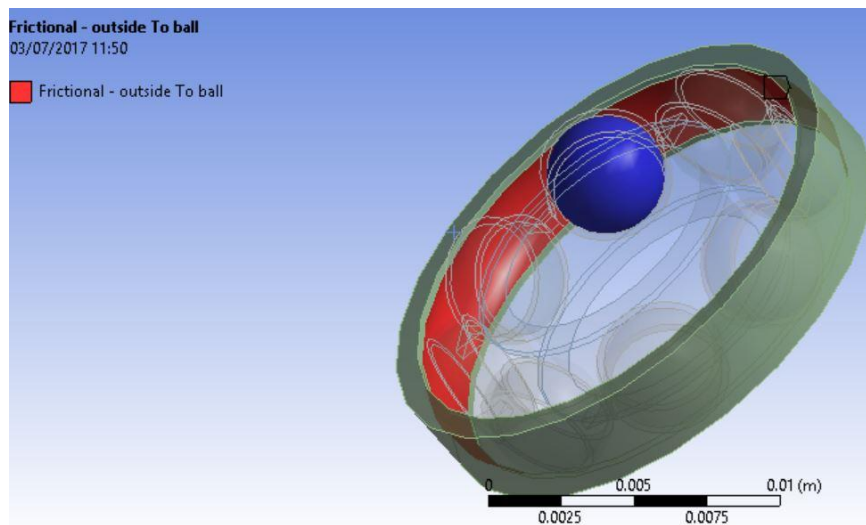 Frictional - outside To ball
03/07/2017 11:50
Frictional - outside To ball
0 0.005 0.01 (m)
0.0025 0.0075